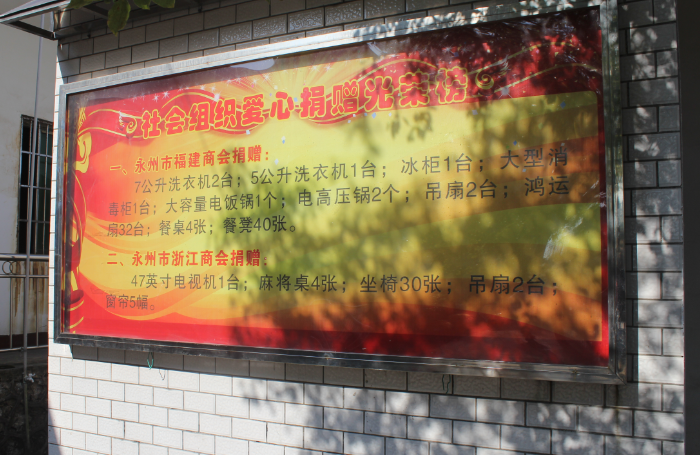 社会组织爱心捐赠光荣榜
一、永州市福建商会捐赠：
7公升洗衣机2台；5公升洗衣机1台；冰柜1台；大型消
毒柜1台；大容量电饭锅1个；电高压锅2个；吊扇2台；鸿运
扇32台；餐桌4张；餐凳40张。
二、永州市浙江商会捐赠：
47英寸电视机1台；麻将桌4张；坐椅30张；吊扇2台；
窗帘5幅。